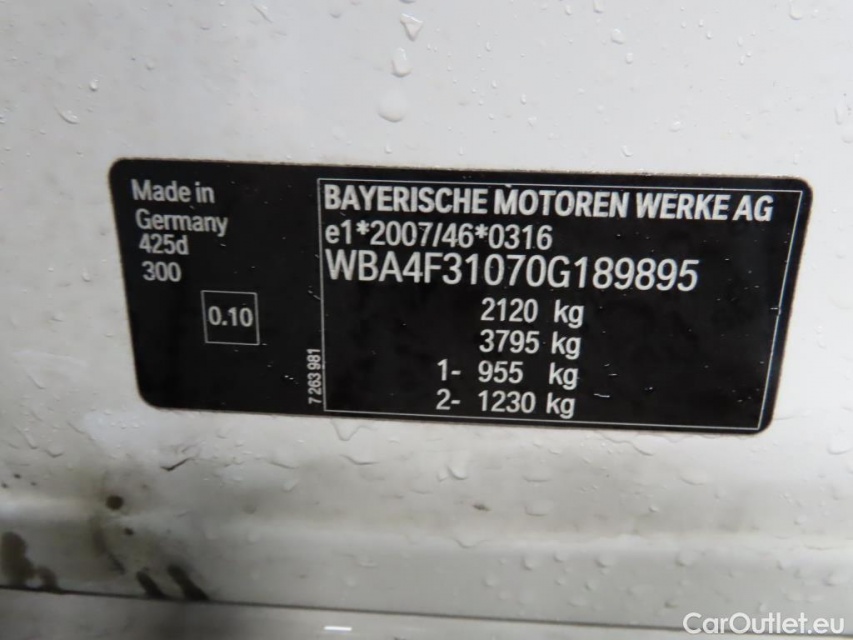 Made in
Germany
425d
300
0.10
7 263 981
BAYERISCHE MOTOREN WERKE AG
e1*2007/46*0316
WBA4F31070G189895
2120 kg
3795 kg
1- 955 kg
2- 1230 kg
CarOutlet.eu